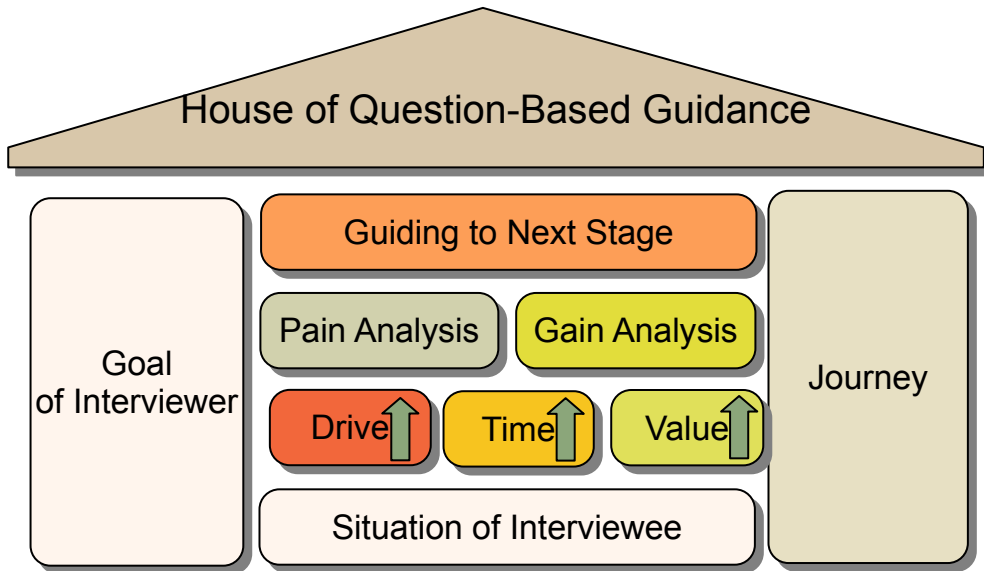 House of Question-Based Guidance
Goal
of Interviewer
Guiding to Next Stage
Pain Analysis
Gain Analysis
Drive
Time
Value
Situation of Interviewee
Journey